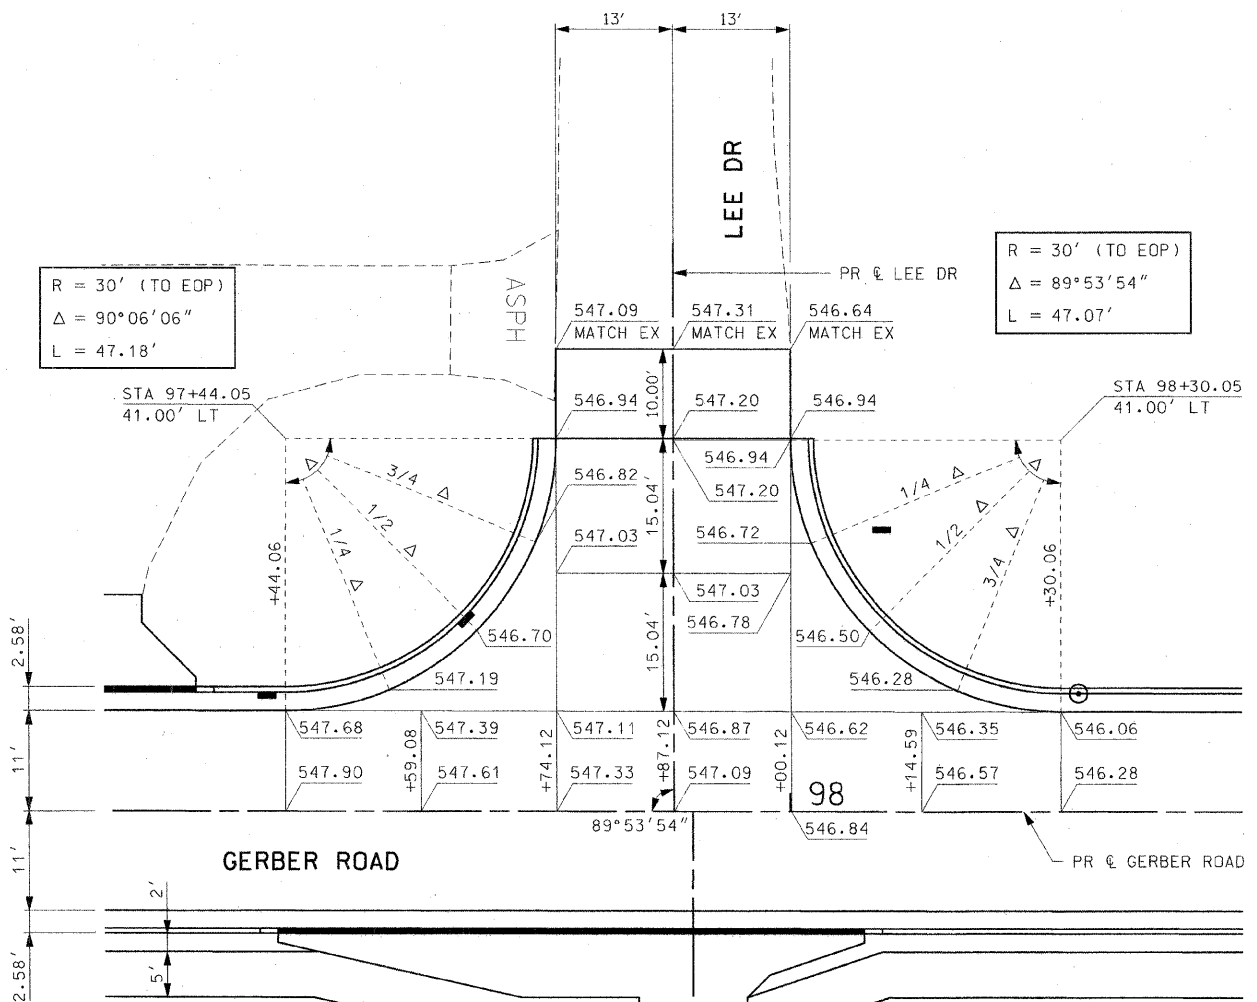 13'
13'
LEE DR
R = 30' (TO EOP)
Δ = 90°06'06"
L = 47.18'
R = 30' (TO EOP)
Δ = 89°53'54"
L = 47.07'
PR ℄ LEE DR
ASPH
547.09
MATCH EX
547.31
MATCH EX
546.64
MATCH EX
STA 97+44.05
41.00' LT
STA 98+30.05
41.00' LT
10.00'
546.94
547.20
546.94
546.94
547.20
546.82
3/4 Δ
1/2 Δ
1/4 Δ
Δ
1/4 Δ
1/2 Δ
3/4 Δ
Δ
15.04'
546.72
547.03
547.03
546.78
+44.06
+30.06
546.70
546.50
15.04'
547.19
546.28
2.58'
547.68
547.39
547.11
546.87
546.62
546.35
546.06
11'
+59.08
+74.12
+87.12
+00.12
+14.59
547.90
547.61
547.33
547.09
546.57
546.28
98
89°53'54"
546.84
GERBER ROAD
PR ℄ GERBER ROAD
11'
2'
2.58'
5'